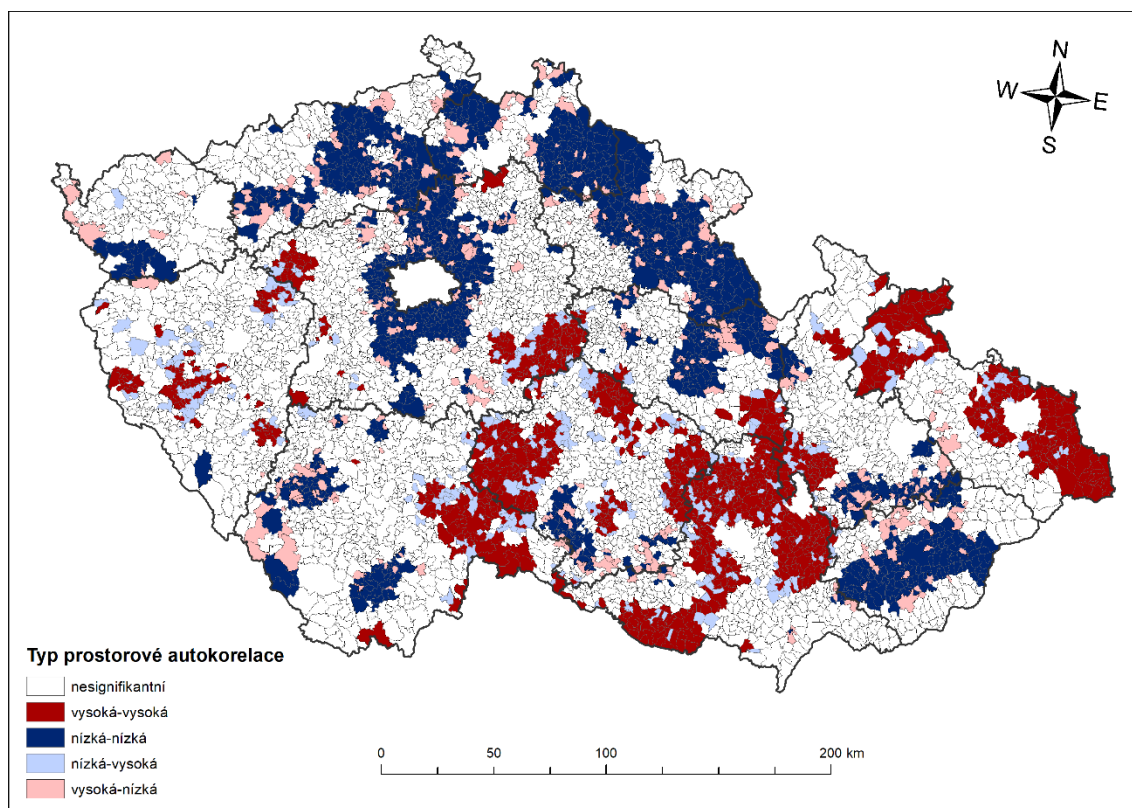 N
W E
S
Typ prostorové autokorelace
nesignifikantní
vysoká-vysoká
nízká-nízká
nízká-vysoká
vysoká-nízká
0 50 100 200 km